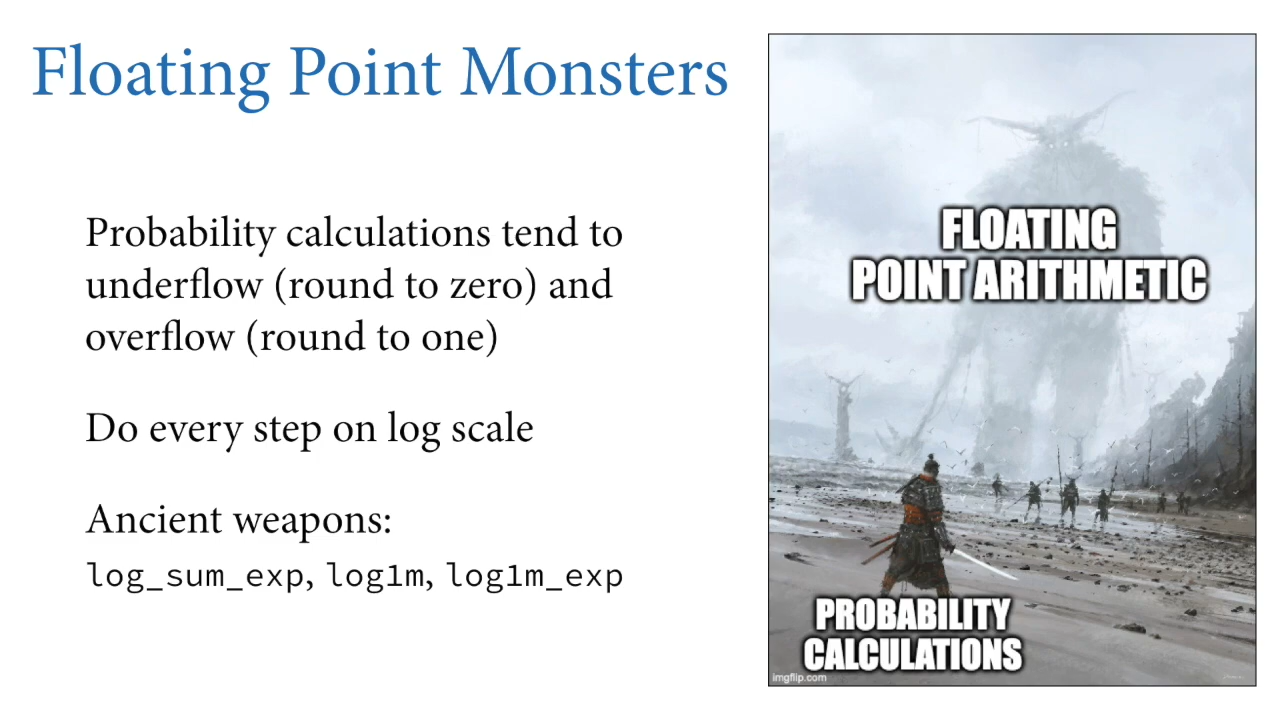 Floating Point Monsters
Probability calculations tend to
underflow (round to zero) and
overflow (round to one)
Do every step on log scale
Ancient weapons:
log_sum_exp, log1m, log1m_exp
FLOATING
POINT ARITHMETIC
PROBABILITY
CALCULATIONS
imgflip.com